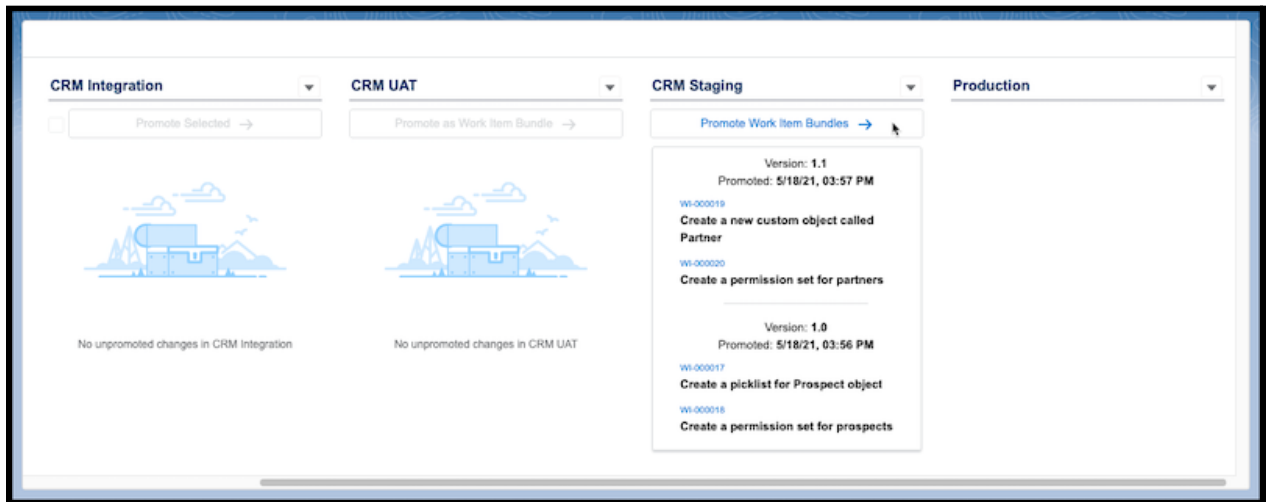 CRM Integration
CRM UAT
CRM Staging
Production
Promote Selected →
Promote as Work Item Bundle →
Promote Work Item Bundles →
No unpromoted changes in CRM Integration
No unpromoted changes in CRM UAT
Version: 1.1
Promoted: 5/18/21, 03:57 PM
WI-000019
Create a new custom object called
Partner
WI-000020
Create a permission set for partners
Version: 1.0
Promoted: 5/18/21, 03:56 PM
WI-000017
Create a picklist for Prospect object
WI-000018
Create a permission set for prospects